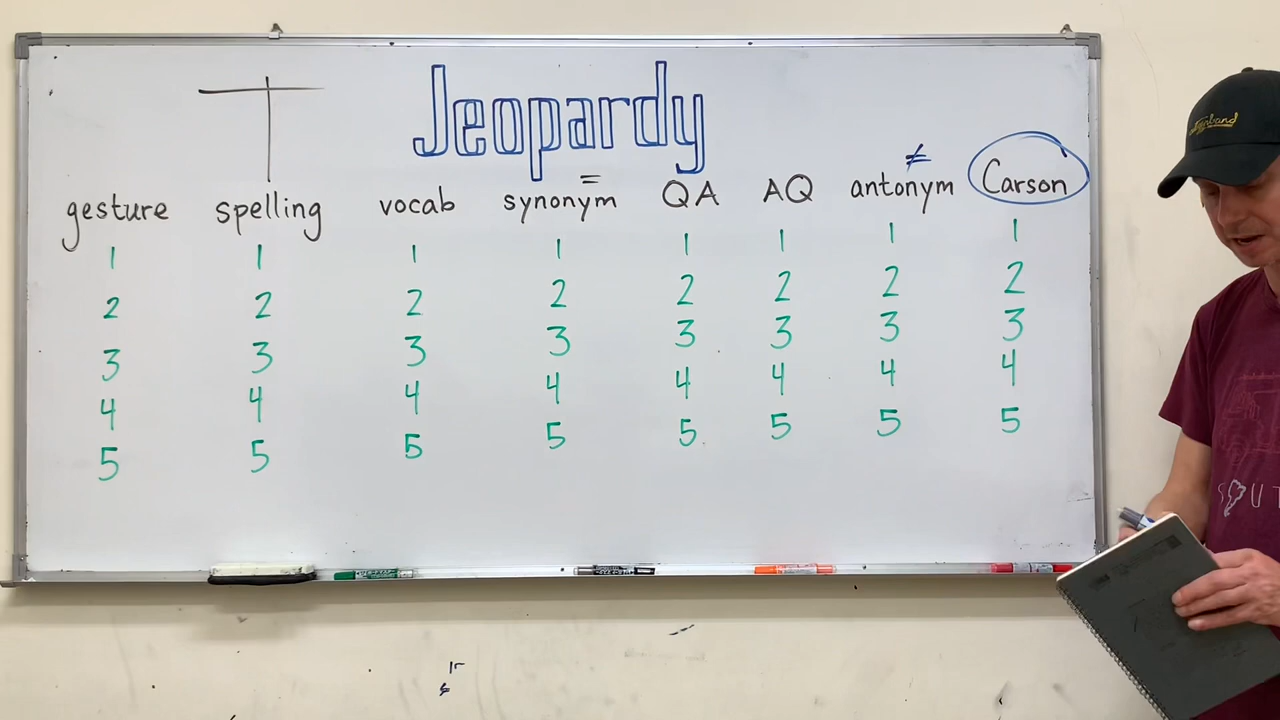 Jeopardy
= ≠
gesture spelling vocab synonym QA AQ antonym Carson
1 1 1 1 1 1 1 1
2 2 2 2 2 2 2 2
3 3 3 3 3 3 3 3
4 4 4 4 4 4 4 4
5 5 5 5 5 5 5 5